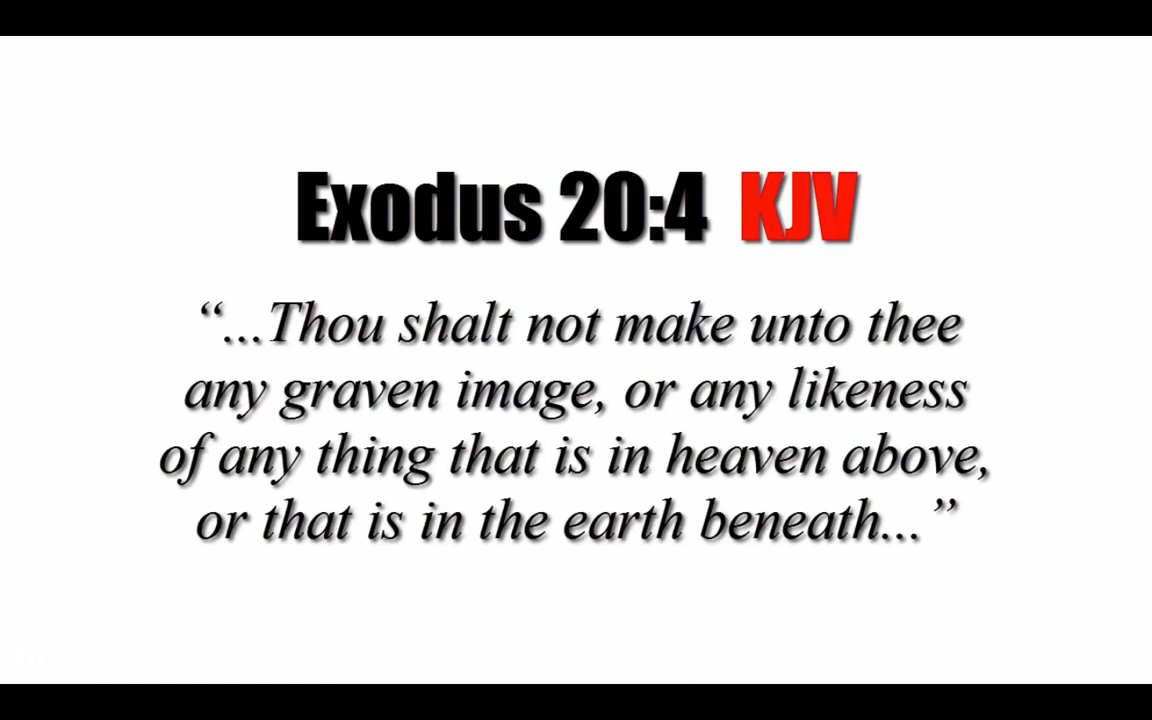 Exodus 20:4 KJV
“...Thou shalt not make unto thee
any graven image, or any likeness
of any thing that is in heaven above,
or that is in the earth beneath...”